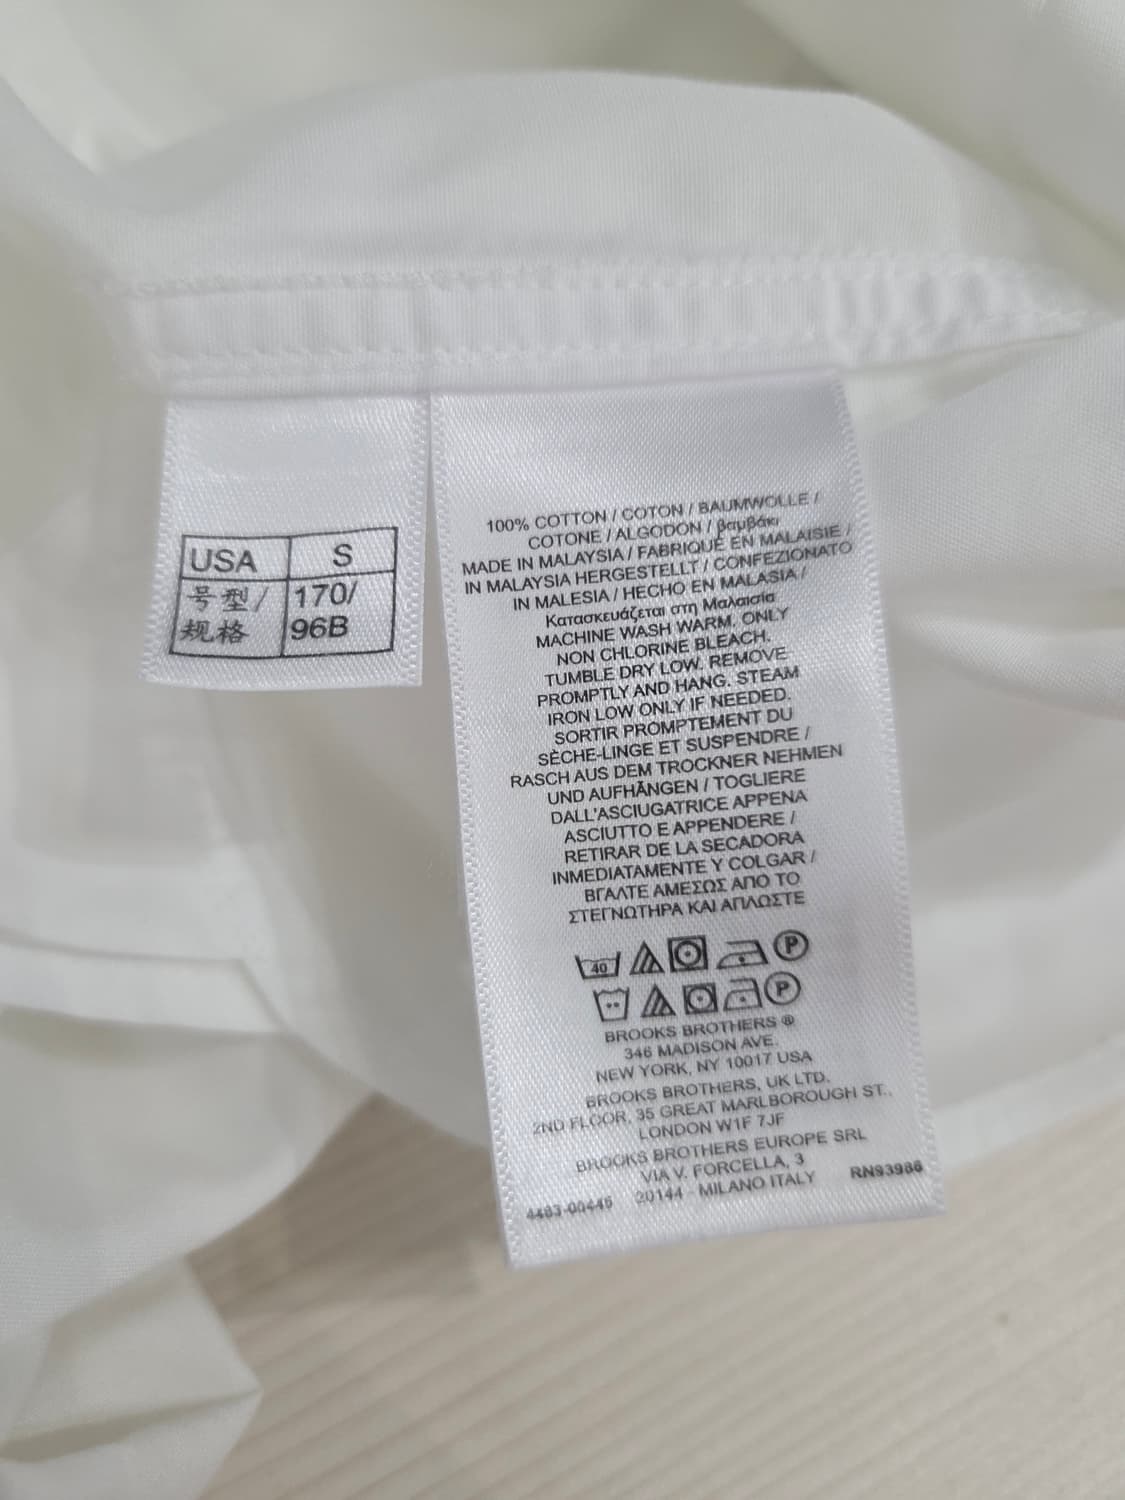 USA S
号型/ 170/
规格 96B
100% COTTON / COTON / BAUMWOLLE /
COTONE / ALGODON / βαμβάκι
MADE IN MALAYSIA / FABRIQUÉ EN MALAISIE /
IN MALAYSIA HERGESTELLT / CONFEZIONATO
IN MALESIA / HECHO EN MALASIA /
Κατασκευάζεται στη Μαλαισία
MACHINE WASH WARM. ONLY
NON CHLORINE BLEACH.
TUMBLE DRY LOW. REMOVE
PROMPTLY AND HANG. STEAM
IRON LOW ONLY IF NEEDED.
SORTIR PROMPTEMENT DU
SÈCHE-LINGE ET SUSPENDRE /
RASCH AUS DEM TROCKNER NEHMEN
UND AUFHÄNGEN / TOGLIERE
DALL'ASCIUGATRICE APPENA
ASCIUTTO E APPENDERE /
RETIRAR DE LA SECADORA
INMEDIATAMENTE Y COLGAR /
ΒΓΑΛΤΕ ΑΜΕΣΩΣ ΑΠΟ ΤΟ
ΣΤΕΓΝΩΤΗΡΑ ΚΑΙ ΑΠΛΩΣΤΕ
40 P
P
BROOKS BROTHERS ®
346 MADISON AVE.
NEW YORK, NY 10017 USA
BROOKS BROTHERS, UK LTD.
2ND FLOOR, 35 GREAT MARLBOROUGH ST.,
LONDON W1F 7JF
BROOKS BROTHERS EUROPE SRL
VIA V. FORCELLA, 3
4483-00445 20144 - MILANO ITALY RN93986